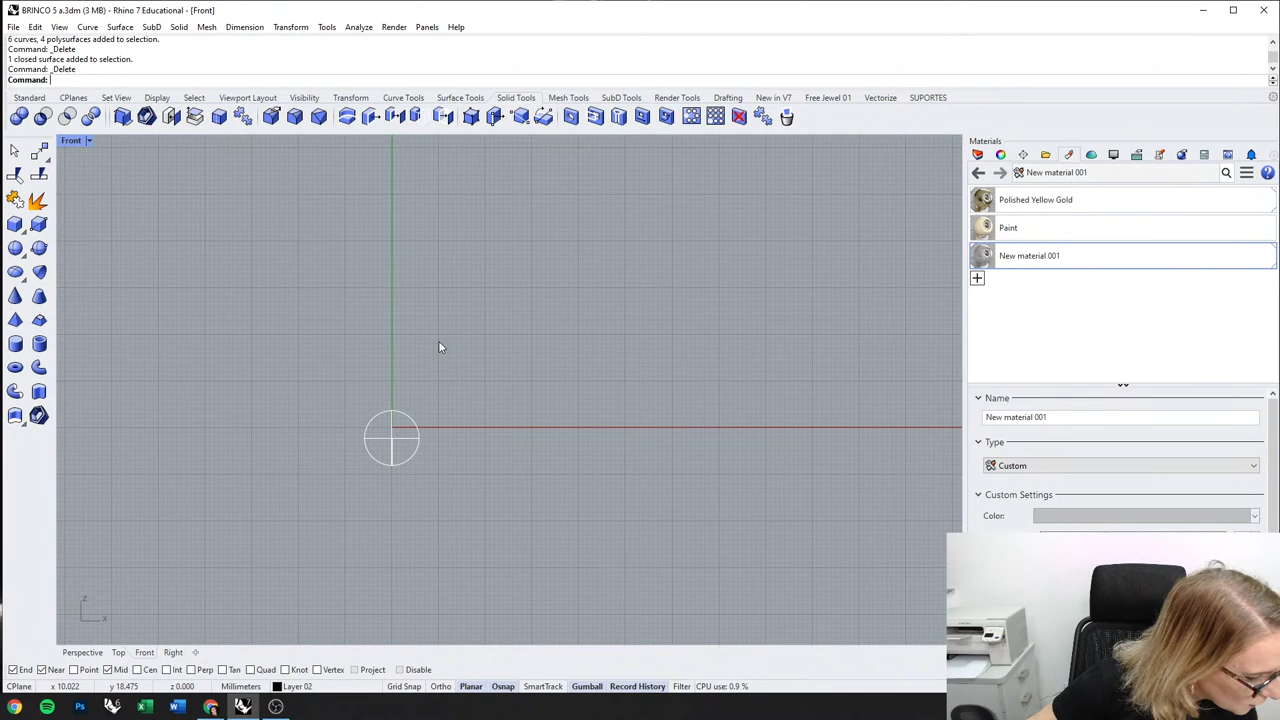 BRINCO 5 a.3dm (3 MB) - Rhino 7 Educational - [Front]
File Edit View Curve Surface SubD Solid Mesh Dimension Transform Tools Analyze Render Panels Help
6 curves, 4 polysurfaces added to selection.
Command: _Delete
1 closed surface added to selection.
Command: _Delete
Command:
Standard CPlanes Set View Display Select Viewport Layout Visibility Transform Curve Tools Surface Tools Solid Tools Mesh Tools SubD Tools Render Tools Drafting New in V7 Free Jewel 01 Vectorize SUPORTES
Front
Materials
New material 001
Polished Yellow Gold
Paint
New material 001
Name
New material 001
Type
Custom
Custom Settings
Color:
z
x
Perspective Top Front Right
End Near Point Mid Cen Int Perp Tan Quad Knot Vertex Project Disable
CPlane x 10.022 y 18.475 z 0.000 Millimeters Layer 02 Grid Snap Ortho Planar Osnap SmartTrack Gumball Record History Filter CPU use: 0.9 %